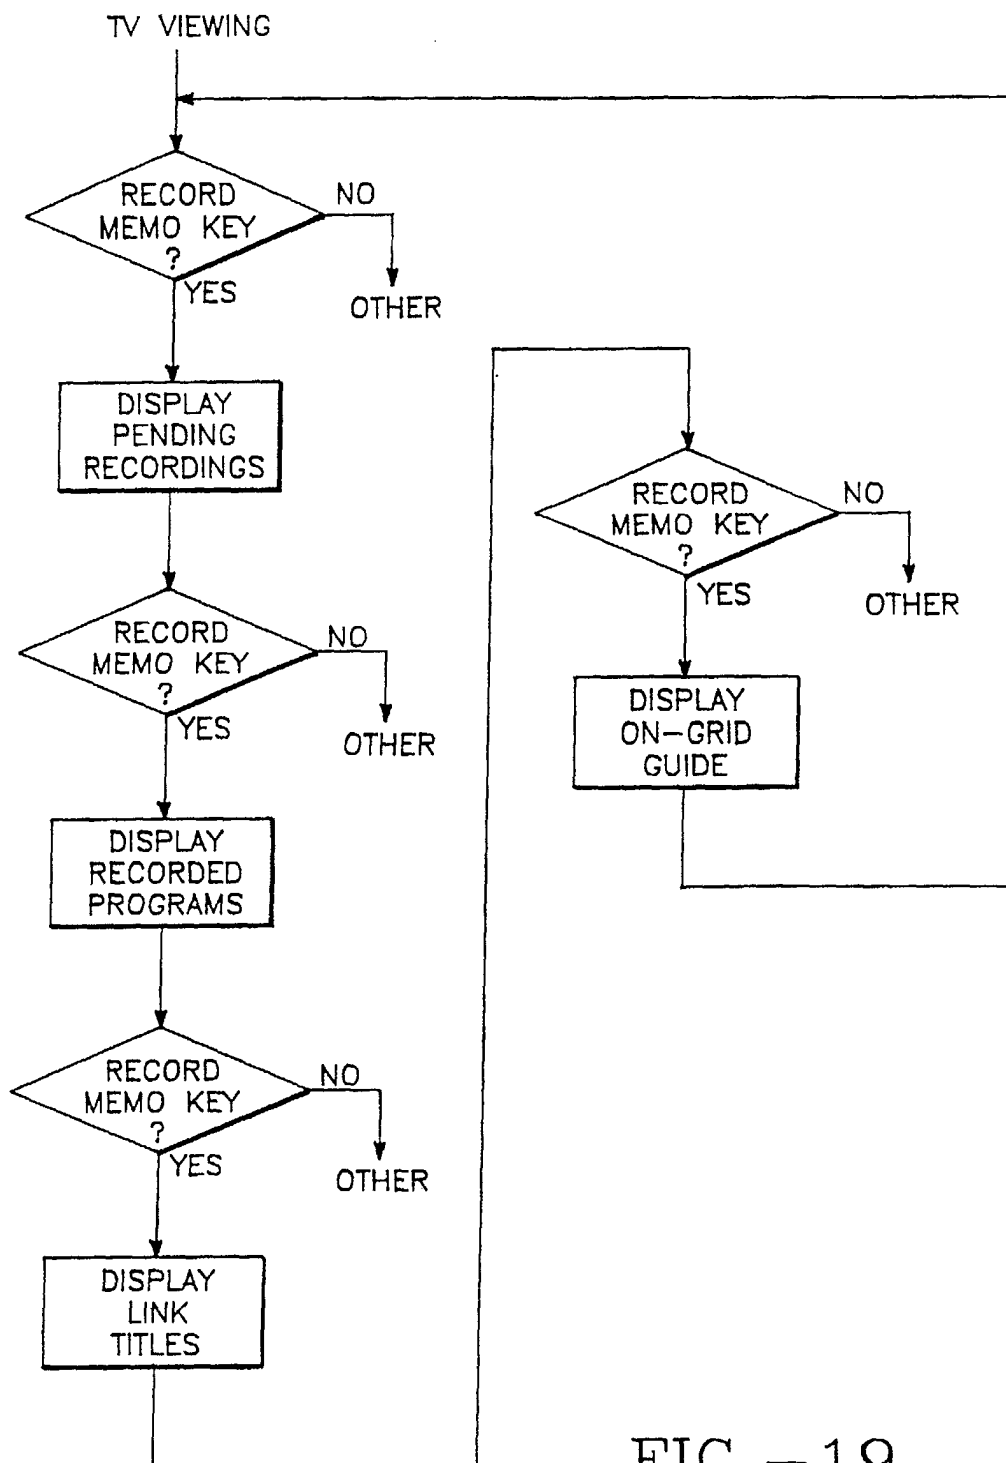 TV VIEWING
RECORD
MEMO KEY
?
NO
YES
OTHER
DISPLAY
PENDING
RECORDINGS
RECORD
MEMO KEY
?
NO
YES
OTHER
DISPLAY
RECORDED
PROGRAMS
RECORD
MEMO KEY
?
NO
YES
OTHER
DISPLAY
LINK
TITLES
RECORD
MEMO KEY
?
NO
YES
OTHER
DISPLAY
ON-GRID
GUIDE
FIG.-19